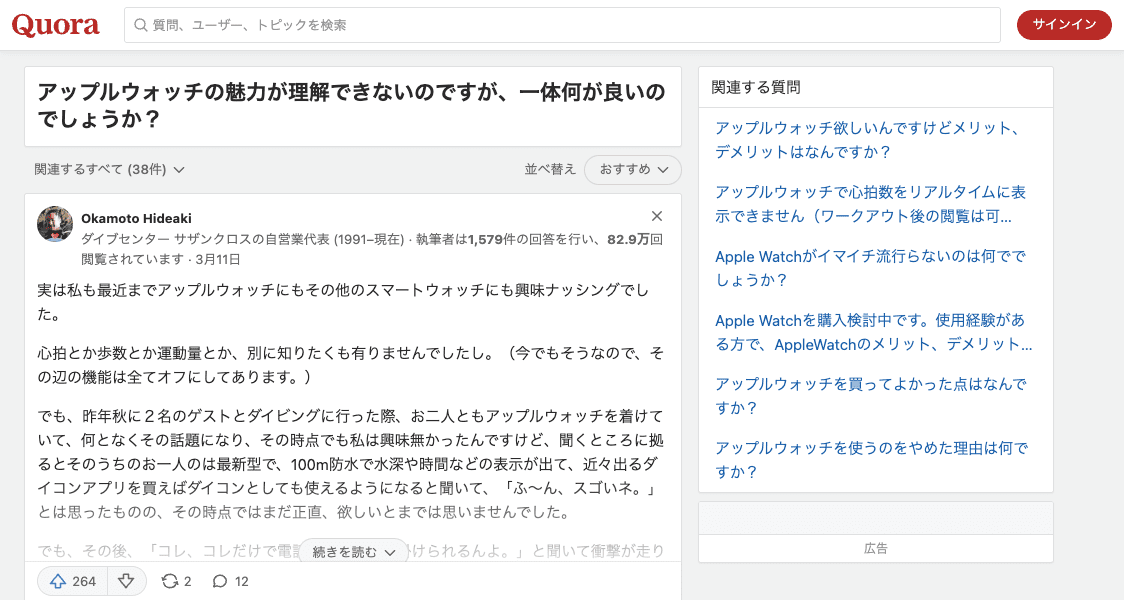 Quora
質問、ユーザー、トピックを検索
サインイン
アップルウォッチの魅力が理解できないのですが、一体何が良いの
でしょうか？
関連するすべて (38件)
並べ替え
おすすめ
Okamoto Hideaki
ダイブセンター サザンクロスの自営業代表 (1991–現在) · 執筆者は1,579件の回答を行い、82.9万回
閲覧されています · 3月11日
実は私も最近までアップルウォッチにもその他のスマートウォッチにも興味ナッシングでし
た。
心拍とか歩数とか運動量とか、別に知りたくも有りませんでしたし。（今でもそうなので、そ
の辺の機能は全てオフにしてあります。）
でも、昨年秋に２名のゲストとダイビングに行った際、お二人ともアップルウォッチを着けて
いて、何となくその話題になり、その時点でも私は興味無かったんですけど、聞くところに拠
るとそのうちのお一人のは最新型で、100m防水で水深や時間などの表示が出て、近々出るダ
イコンアプリを買えばダイコンとしても使えるようになると聞いて、「ふ〜ん、スゴいネ。」
とは思ったものの、その時点ではまだ正直、欲しいとまでは思いませんでした。
でも、その後、「コレ、コレだけで電
続きを読む
けられるんよ。」と聞いて衝撃が走り
264
2
12
関連する質問
アップルウォッチ欲しいんですけどメリット、
デメリットはなんですか？
アップルウォッチで心拍数をリアルタイムに表
示できません（ワークアウト後の閲覧は可...
Apple Watchがイマイチ流行らないのは何でで
しょうか？
Apple Watchを購入検討中です。使用経験があ
る方で、AppleWatchのメリット、デメリット...
アップルウォッチを買ってよかった点はなんで
すか？
アップルウォッチを使うのをやめた理由は何で
すか？
広告